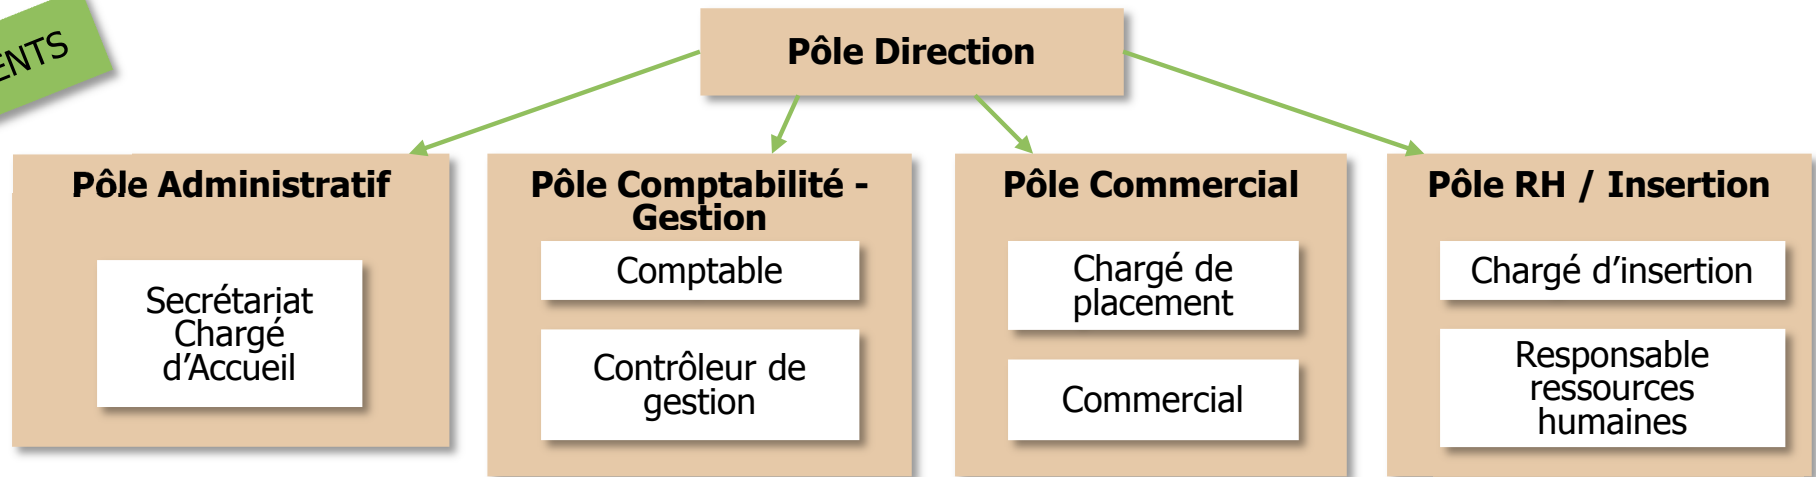 Pôle Direction
Pôle Administratif
Secrétariat
Chargé
d’Accueil
Pôle Comptabilité -
Gestion
Comptable
Contrôleur de
gestion
Pôle Commercial
Chargé de
placement
Commercial
Pôle RH / Insertion
Chargé d’insertion
Responsable
ressources
humaines